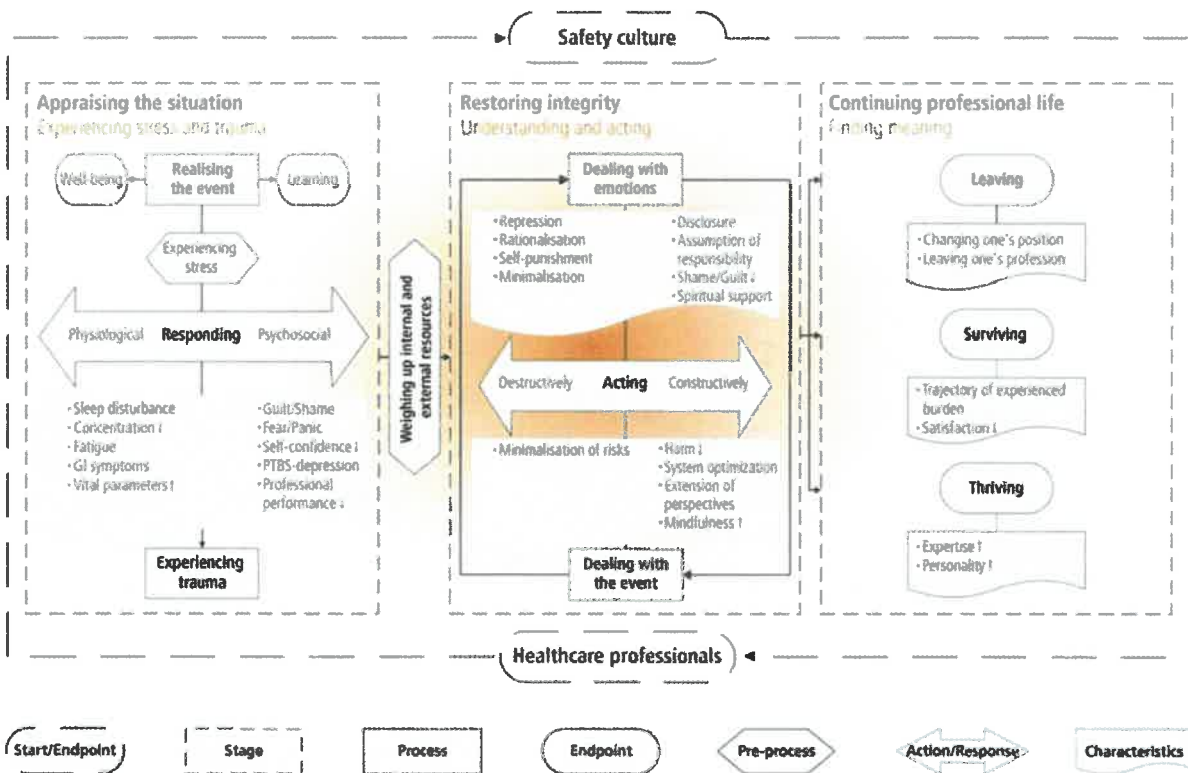 Safety culture
Appraising the situation
Experiencing stress and trauma
Well-being
Realising
the event
Learning
Experiencing
stress
Physiological
Responding
Psychosocial
• Sleep disturbance
• Concentration ↓
• Fatigue
• GI symptoms
• Vital parameters ↑
• Guilt/Shame
• Fear/Panic
• Self-confidence ↓
• PTBS-depression
• Professional
performance ↓
Experiencing
trauma
Weighing up internal and
external resources
Restoring integrity
Understanding and acting
Dealing with
emotions
• Repression
• Rationalisation
• Self-punishment
• Minimalisation
• Disclosure
• Assumption of
responsibility
• Shame/Guilt ↓
• Spiritual support
Destructively
Acting
Constructively
• Minimalisation of risks
• Harm ↓
• System optimization
• Extension of
perspectives
• Mindfulness ↑
Dealing with
the event
Continuing professional life
Finding meaning
Leaving
• Changing one's position
• Leaving one's profession
Surviving
• Trajectory of experienced
burden
• Satisfaction ↓
Thriving
• Expertise ↑
• Personality ↑
Healthcare professionals
Start/Endpoint
Stage
Process
Endpoint
Pre-process
Action/Response
Characteristics